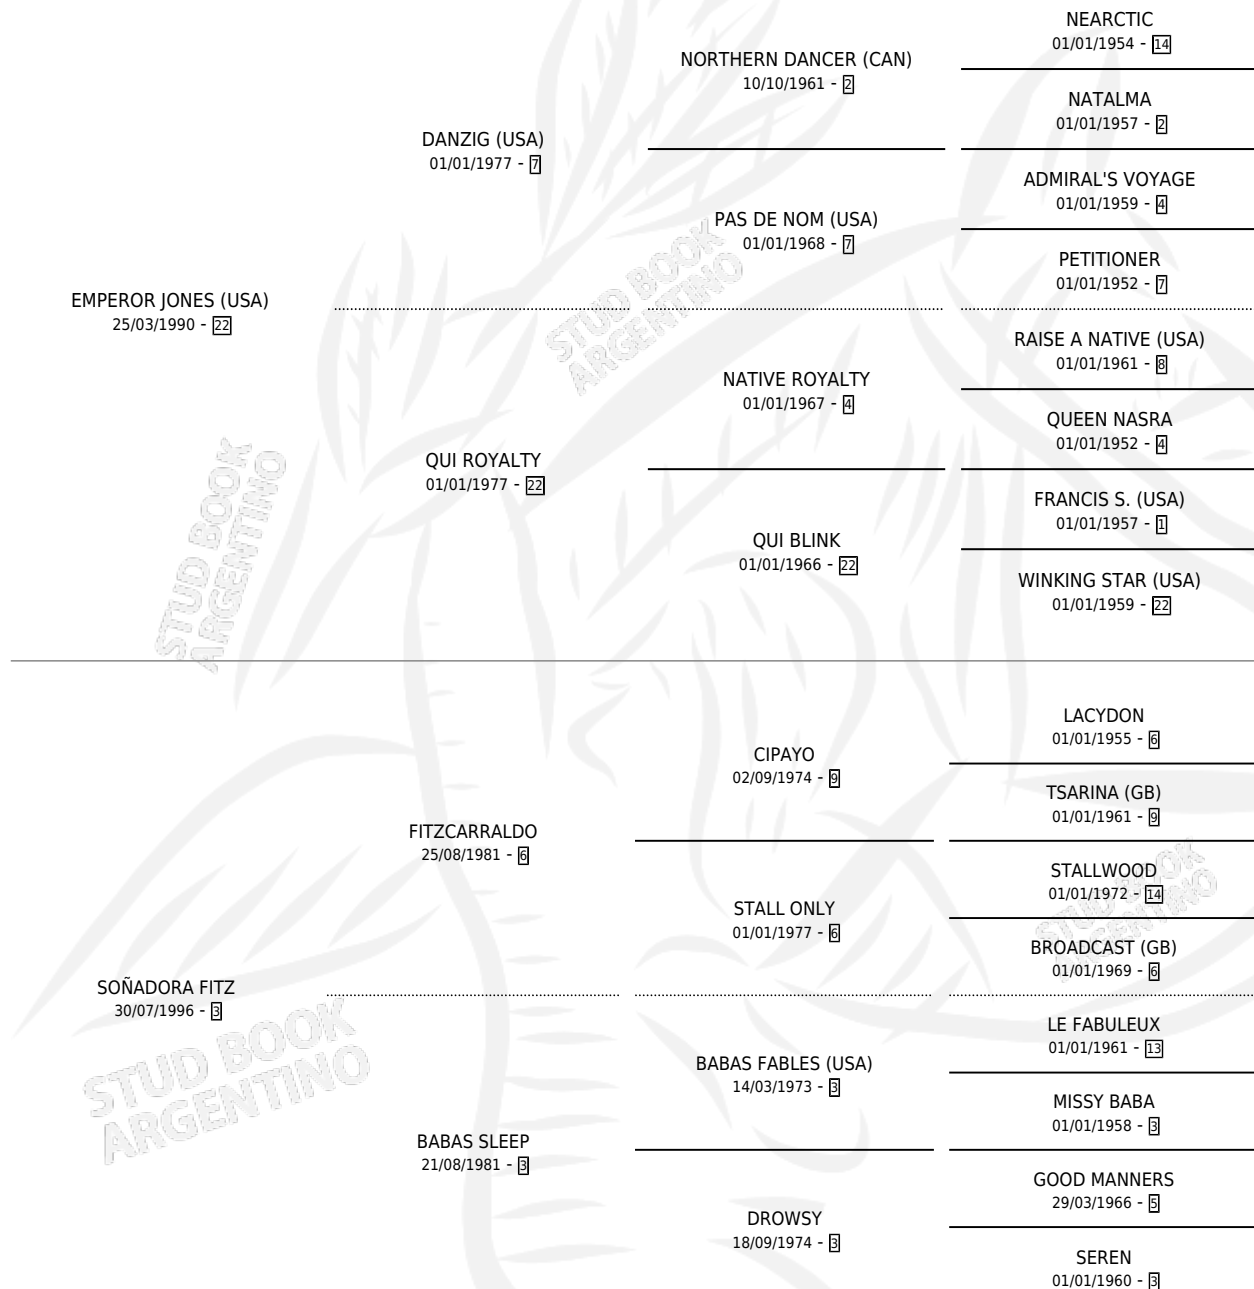 NEARCTIC
01/01/1954 - 14
NORTHERN DANCER (CAN)
10/10/1961 - 2
NATALMA
01/01/1957 - 2
DANZIG (USA)
01/01/1977 - 7
ADMIRAL'S VOYAGE
01/01/1959 - 4
PAS DE NOM (USA)
01/01/1968 - 7
PETITIONER
01/01/1952 - 7
EMPEROR JONES (USA)
25/03/1990 - 22
STUD BOOK
ARGENTINO
RAISE A NATIVE (USA)
01/01/1961 - 8
NATIVE ROYALTY
01/01/1967 - 4
QUEEN NASRA
01/01/1952 - 4
QUI ROYALTY
01/01/1977 - 22
FRANCIS S. (USA)
01/01/1957 - 1
QUI BLINK
01/01/1966 - 22
WINKING STAR (USA)
01/01/1959 - 22
STUD BOOK
ARGENTINO
LACYDON
01/01/1955 - 6
CIPAYO
02/09/1974 - 9
TSARINA (GB)
01/01/1961 - 9
FITZCARRALDO
25/08/1981 - 6
STALLWOOD
01/01/1972 - 14
STALL ONLY
01/01/1977 - 6
STUD BOOK
ARGENTINO
BROADCAST (GB)
01/01/1969 - 6
SOÑADORA FITZ
30/07/1996 - 3
LE FABULEUX
01/01/1961 - 13
BABAS FABLES (USA)
14/03/1973 - 3
MISSY BABA
01/01/1958 - 3
STUD BOOK
ARGENTINO
BABAS SLEEP
21/08/1981 - 3
GOOD MANNERS
29/03/1966 - 5
DROWSY
18/09/1974 - 3
SEREN
01/01/1960 - 3